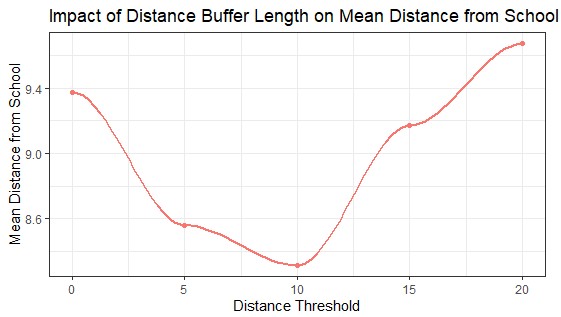 Impact of Distance Buffer Length on Mean Distance from School
Mean Distance from School
9.4
9.0
8.6
0
5
10
15
20
Distance Threshold